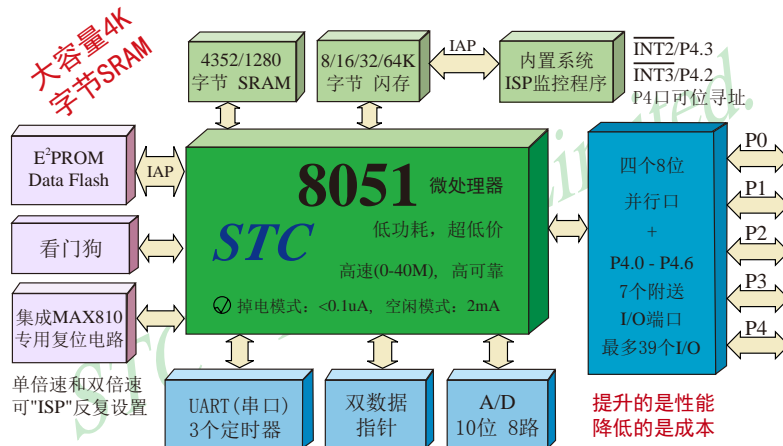 大容量4K
字节SRAM
4352/1280
字节 SRAM
8/16/32/64K
字节 闪存
IAP
内置系统
ISP监控程序
INT2/P4.3
INT3/P4.2
P4口可位寻址
E²PROM
Data Flash
IAP
看门狗
集成MAX810
专用复位电路
单倍速和双倍速
可"ISP"反复设置
8051 微处理器
STC
低功耗，超低价
高速(0-40M)，高可靠
掉电模式：<0.1uA，空闲模式：2mA
四个8位
并行口
+
P4.0 - P4.6
7个附送
I/O端口
最多39个I/O
P0
P1
P2
P3
P4
UART(串口)
3个定时器
双数据
指针
A/D
10位 8路
提升的是性能
降低的是成本
STC
Limited.